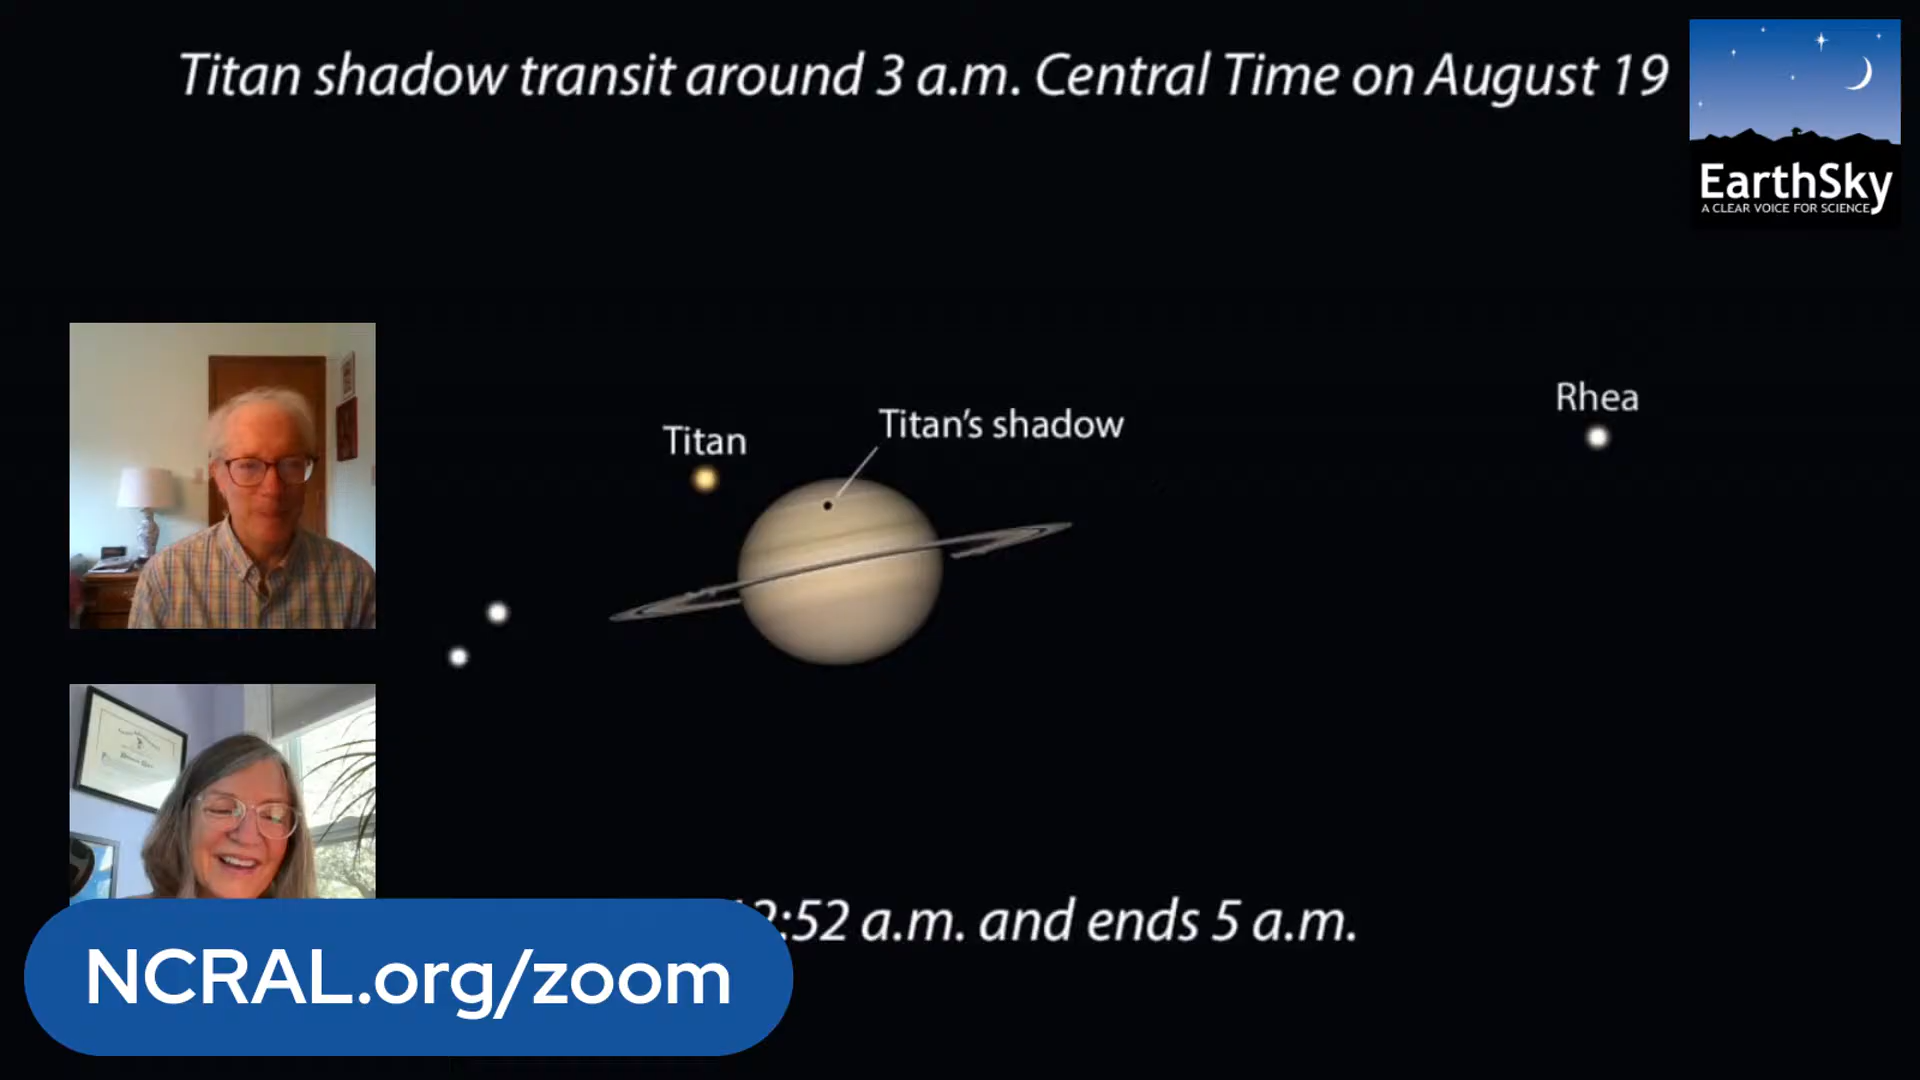 Titan shadow transit around 3 a.m. Central Time on August 19
EarthSky
A CLEAR VOICE FOR SCIENCE
Rhea
Titan's shadow
Titan
a.m. and ends 5 a.m.
NCRAL.org/zoom